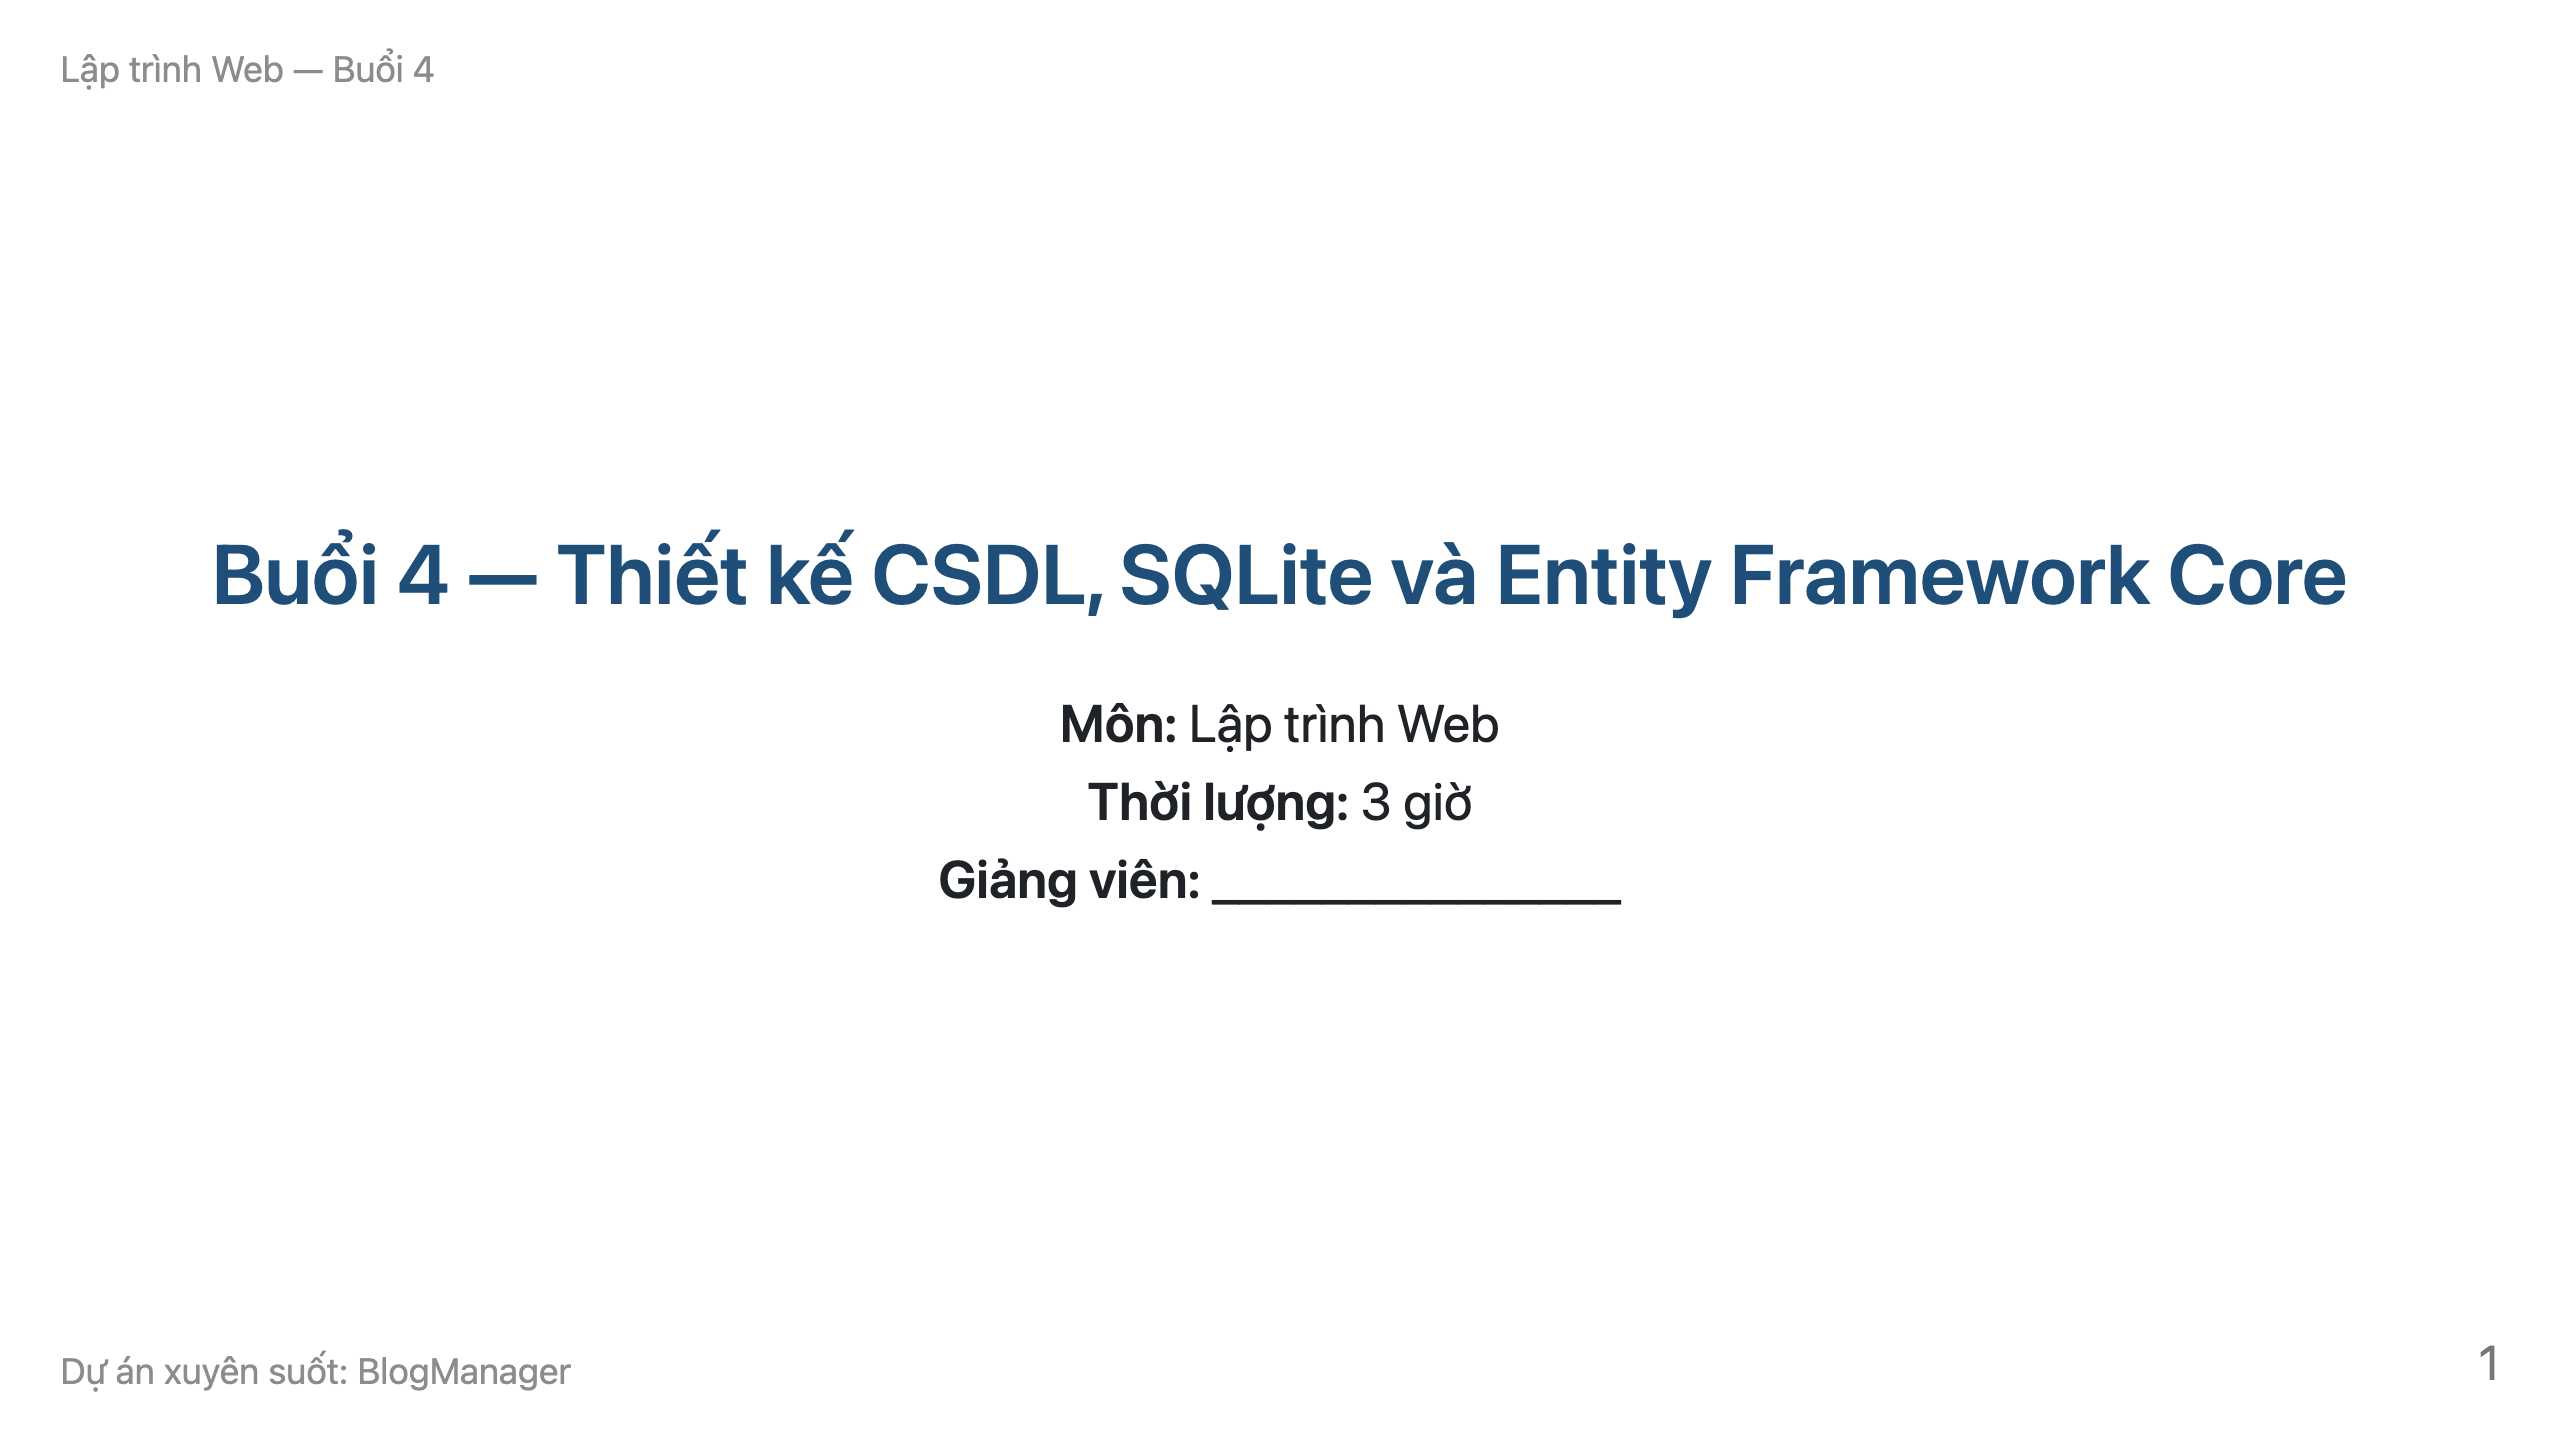 Lập trình Web — Buổi 4
Buổi 4 — Thiết kế CSDL, SQLite và Entity Framework Core
Môn: Lập trình Web
Thời lượng: 3 giờ
Giảng viên: _______________
Dự án xuyên suốt: BlogManager
1